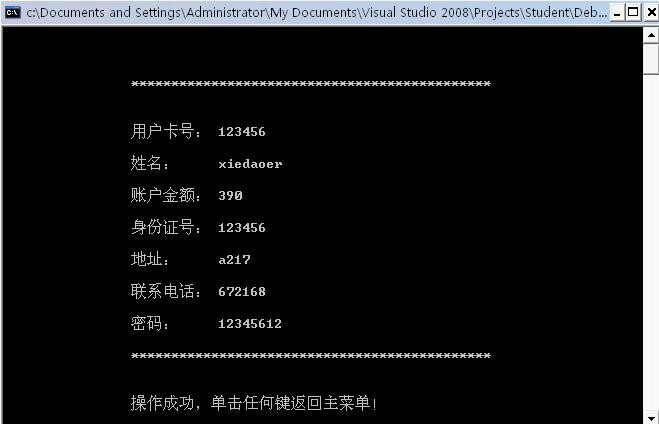 c:\Documents and Settings\Administrator\My Documents\Visual Studio 2008\Projects\Student\Deb...
*********************************************
用户卡号： 123456
姓名： xiedaoer
账户金额： 390
身份证号： 123456
地址： a217
联系电话： 672168
密码： 12345612
*********************************************
操作成功，单击任何键返回主菜单!